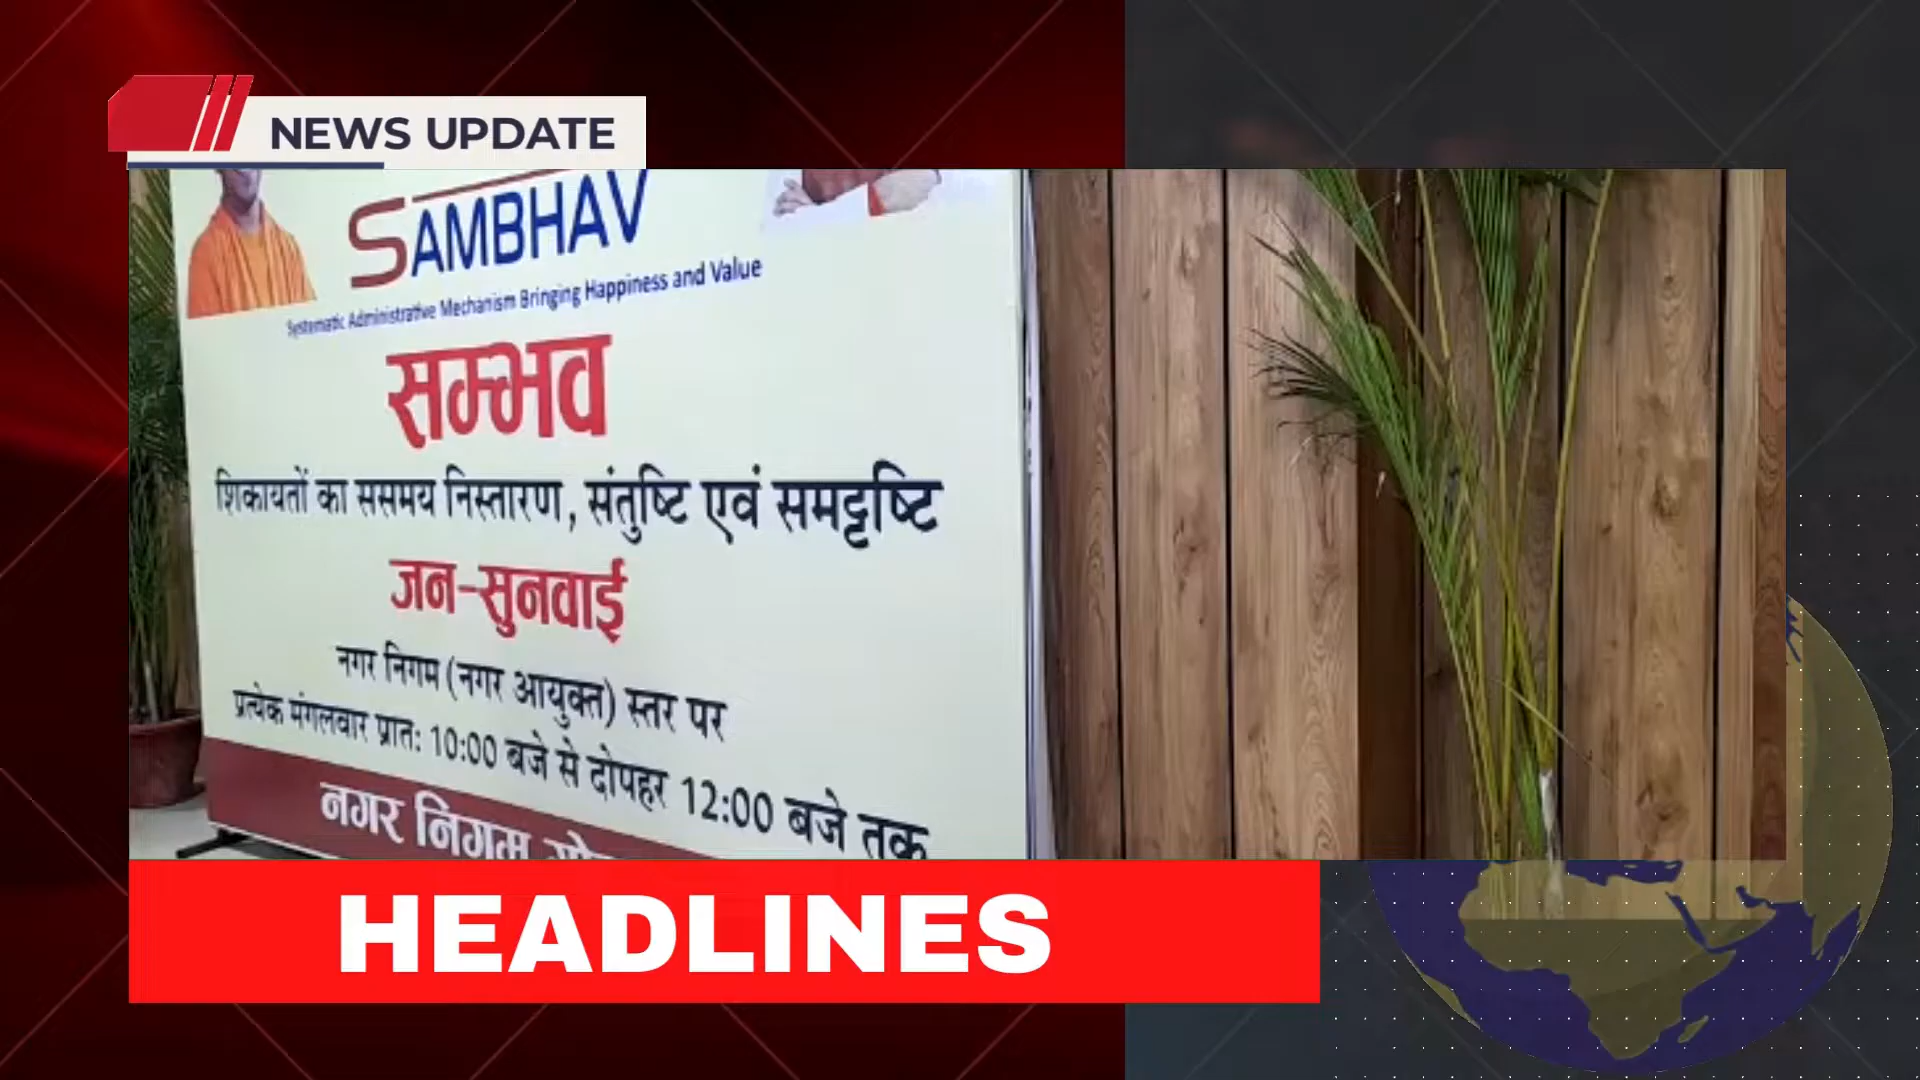 NEWS UPDATE
SAMBHAV
Systematic Administrative Mechanism Bringing Happiness and Value
सम्भव
शिकायतों का ससमय निस्तारण, संतुष्टि एवं समदृष्टि
जन-सुनवाई
नगर निगम (नगर आयुक्त) स्तर पर
प्रत्येक मंगलवार प्रात: 10:00 बजे से दोपहर 12:00 बजे तक
नगर निगम
HEADLINES